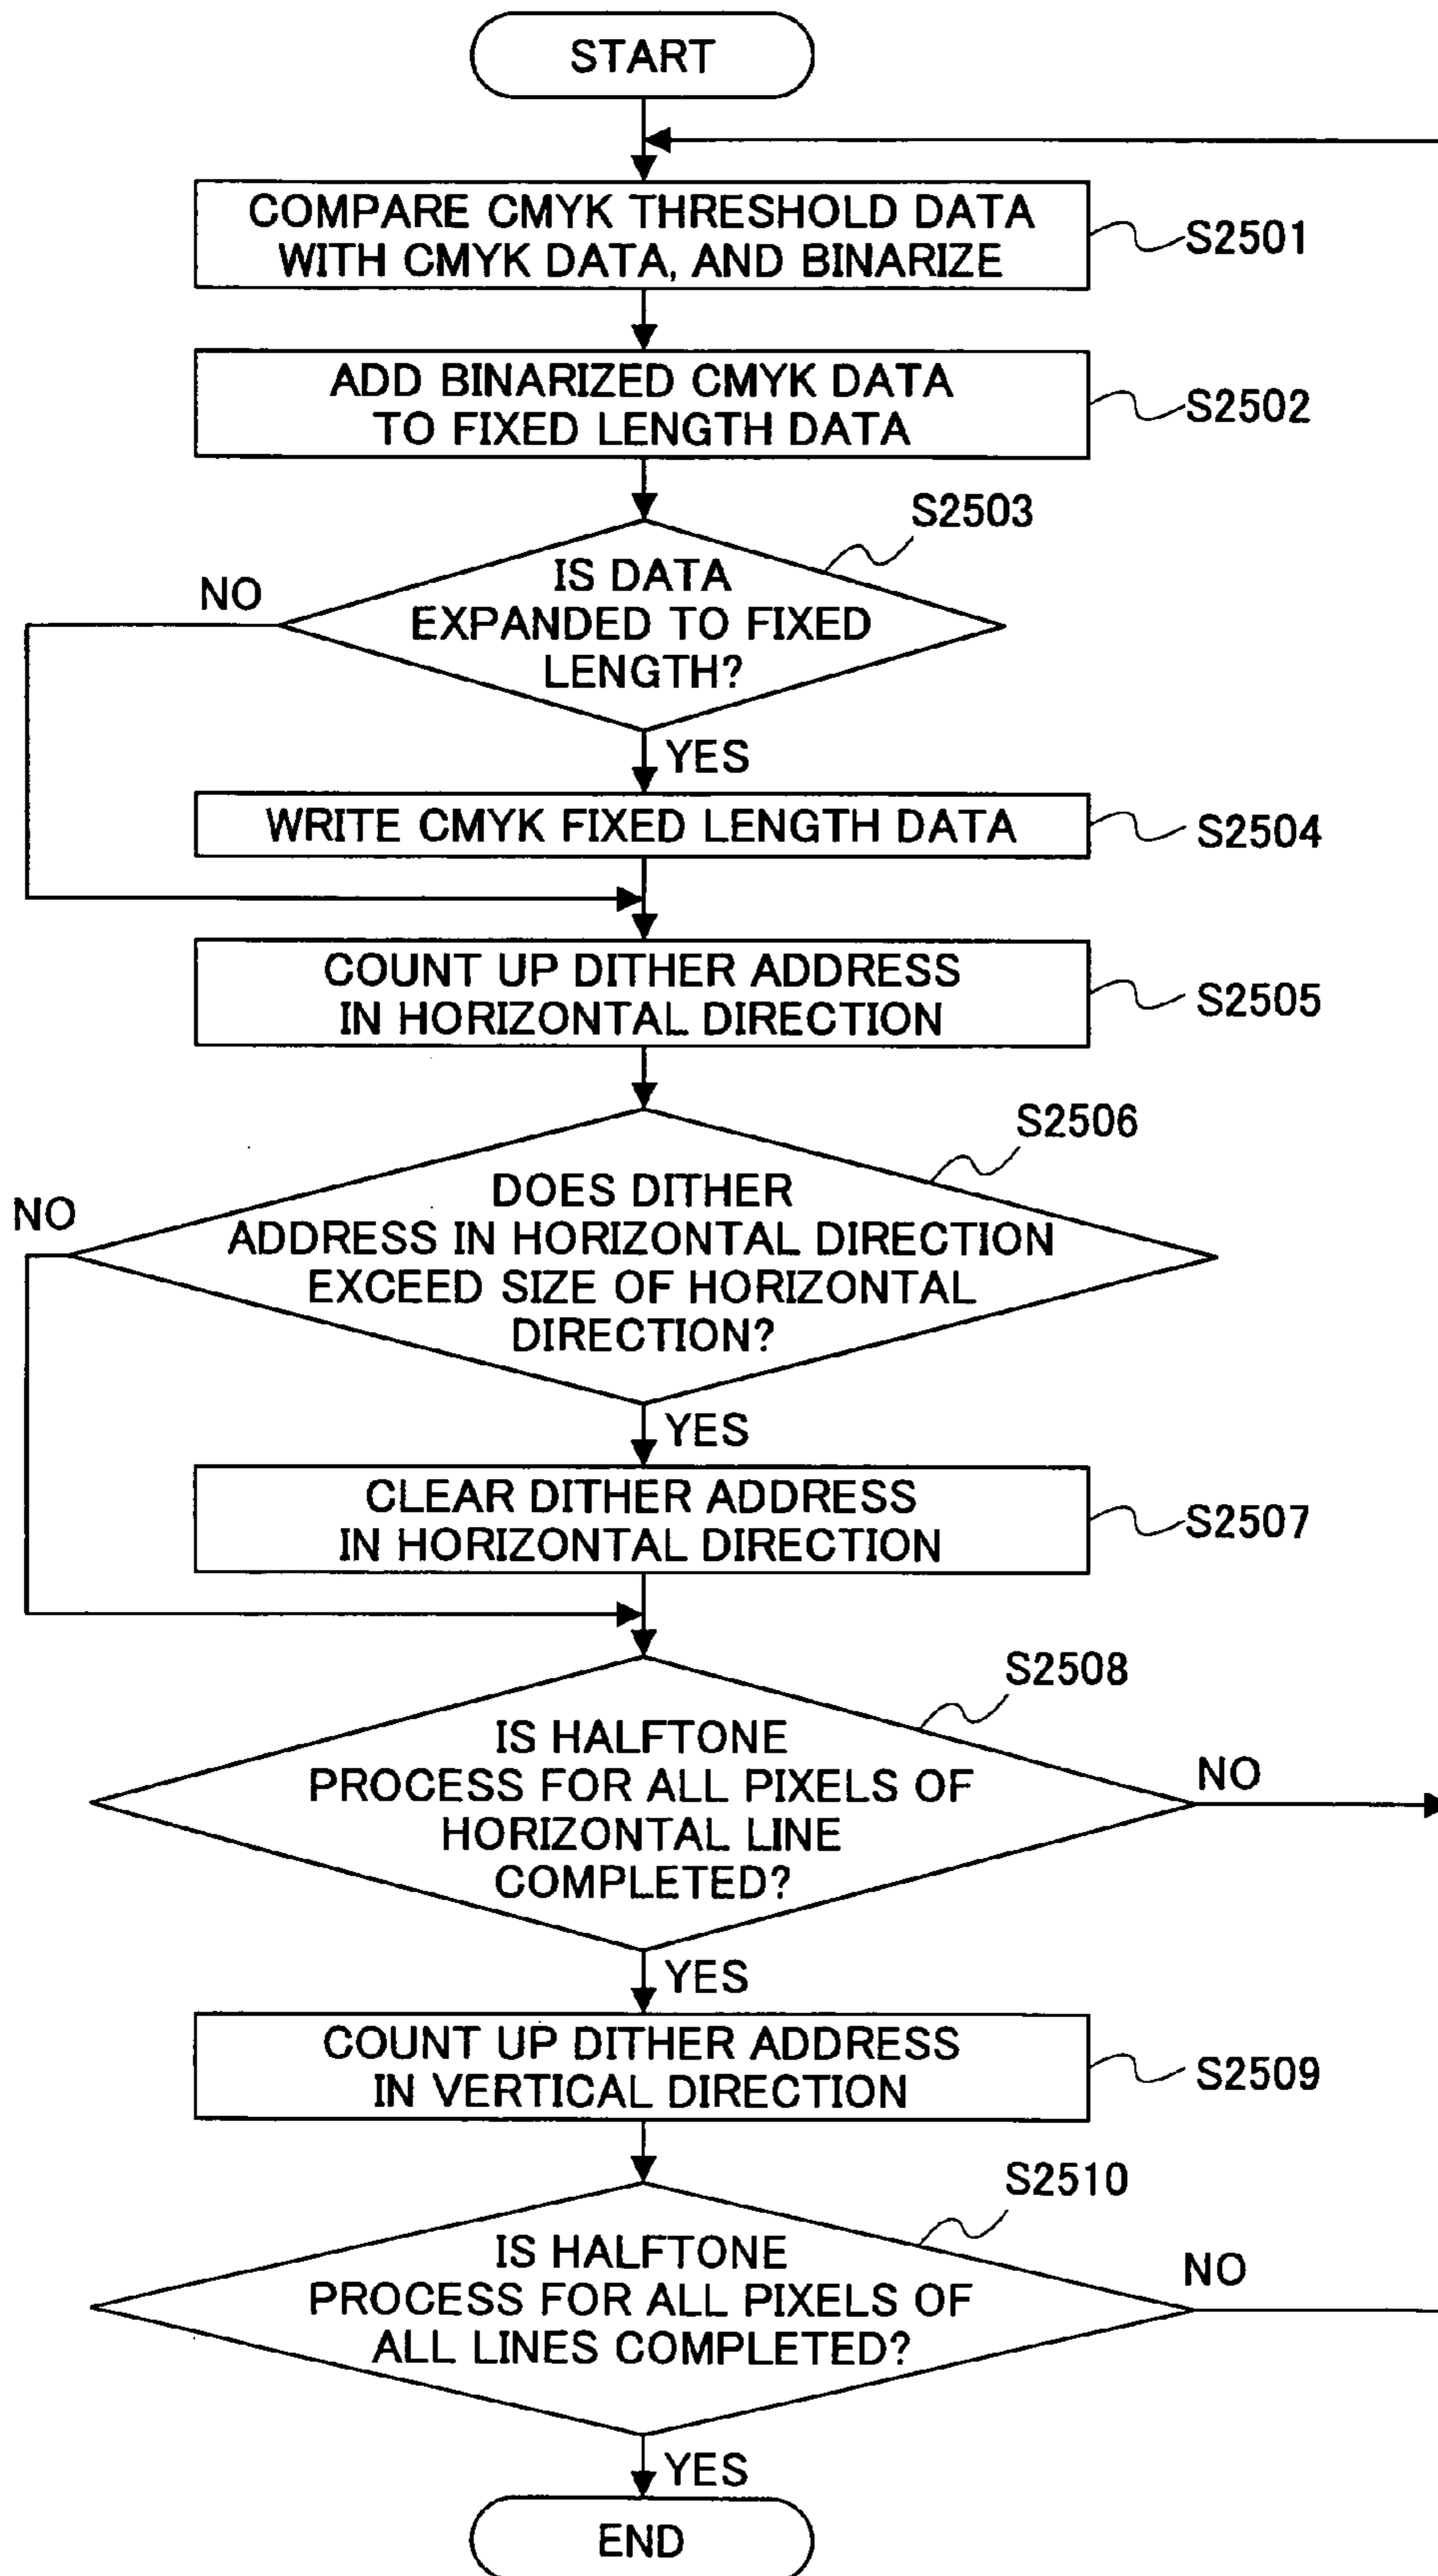 START
COMPARE CMYK THRESHOLD DATA
WITH CMYK DATA, AND BINARIZE
S2501
ADD BINARIZED CMYK DATA
TO FIXED LENGTH DATA
S2502
S2503
IS DATA
EXPANDED TO FIXED
LENGTH?
NO
YES
WRITE CMYK FIXED LENGTH DATA
S2504
COUNT UP DITHER ADDRESS
IN HORIZONTAL DIRECTION
S2505
S2506
DOES DITHER
ADDRESS IN HORIZONTAL DIRECTION
EXCEED SIZE OF HORIZONTAL
DIRECTION?
NO
YES
CLEAR DITHER ADDRESS
IN HORIZONTAL DIRECTION
S2507
S2508
IS HALFTONE
PROCESS FOR ALL PIXELS OF
HORIZONTAL LINE
COMPLETED?
NO
YES
COUNT UP DITHER ADDRESS
IN VERTICAL DIRECTION
S2509
S2510
IS HALFTONE
PROCESS FOR ALL PIXELS OF
ALL LINES COMPLETED?
NO
YES
END